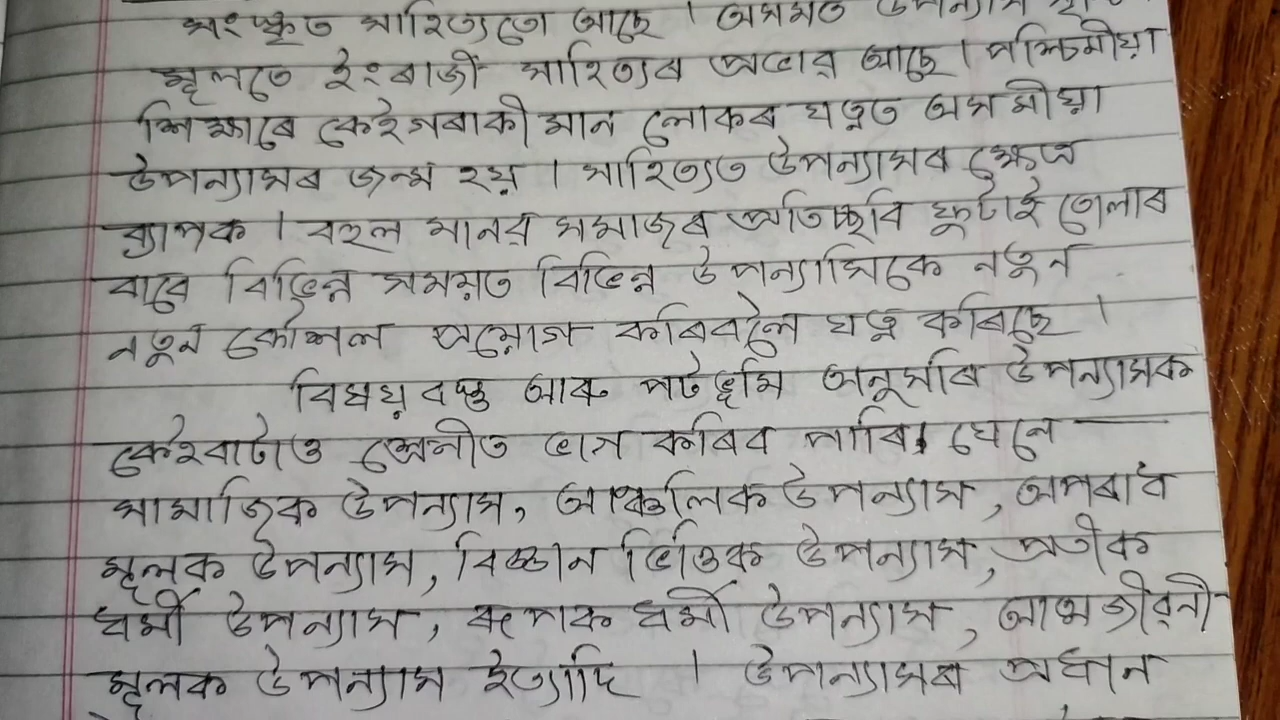 সংস্কৃত সাহিত্যতো আছে । অসমত উপন্যাস
মূলতে ইংৰাজী সাহিত্যৰ প্ৰভাৱ আছে । পশ্চিমীয়া
শিক্ষাৰে কেইগৰাকীমান লোকৰ যত্নত অসমীয়া
উপন্যাসৰ জন্ম হয় । সাহিত্যত উপন্যাসৰ ক্ষেত্ৰ
ব্যাপক । বহুল মানৱ সমাজৰ প্ৰতিচ্ছবি ফুটাই তোলাৰ
বাবে বিভিন্ন সময়ত বিভিন্ন উপন্যাসিকে নতুন
নতুন কৌশল প্ৰয়োগ কৰিবলৈ যত্ন কৰিছে ।
বিষয়বস্তু আৰু পটভূমি অনুসৰি উপন্যাসক
কেইবাটাও শ্ৰেনীত ভাগ কৰিব পাৰি। যেনে —
সামাজিক উপন্যাস, আঞ্চলিক উপন্যাস, অপৰাধ
মূলক উপন্যাস, বিজ্ঞান ভিত্তিক উপন্যাস, প্ৰতীক
ধৰ্মী উপন্যাস, ৰূপক ধৰ্মী উপন্যাস, আত্মজীৱনী
মূলক উপন্যাস ইত্যাদি । উপন্যাসৰ প্ৰধান